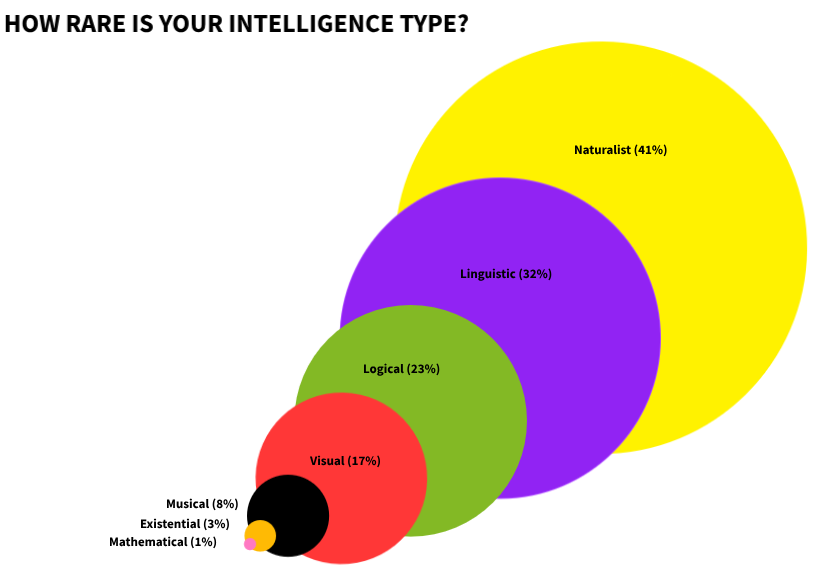 HOW RARE IS YOUR INTELLIGENCE TYPE?
Naturalist (41%)
Linguistic (32%)
Logical (23%)
Visual (17%)
Musical (8%)
Existential (3%)
Mathematical (1%)